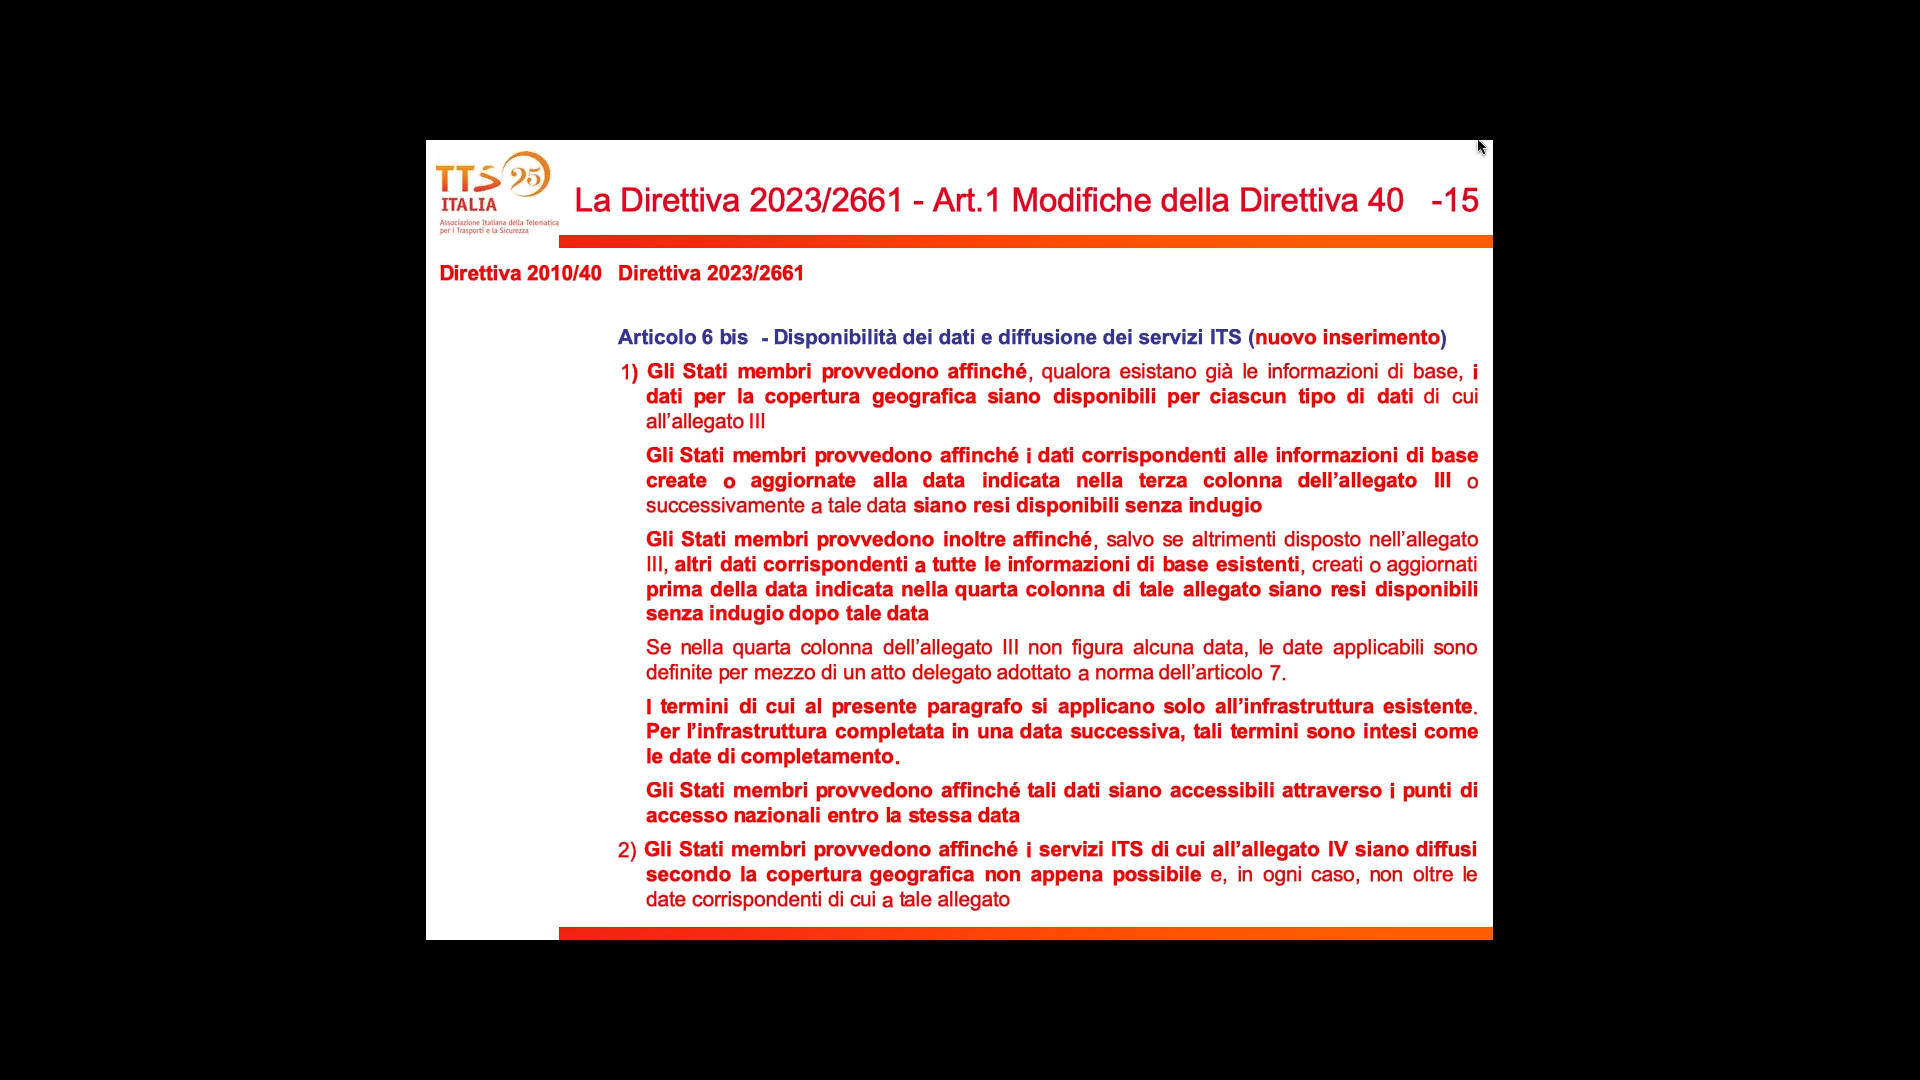 TTS 25
ITALIA
Associazione Italiana della Telematica
per i Trasporti e la Sicurezza
La Direttiva 2023/2661 - Art.1 Modifiche della Direttiva 40 -15
Direttiva 2010/40 Direttiva 2023/2661
Articolo 6 bis - Disponibilità dei dati e diffusione dei servizi ITS (nuovo inserimento)
1) Gli Stati membri provvedono affinché, qualora esistano già le informazioni di base, i
dati per la copertura geografica siano disponibili per ciascun tipo di dati di cui
all’allegato III
Gli Stati membri provvedono affinché i dati corrispondenti alle informazioni di base
create o aggiornate alla data indicata nella terza colonna dell’allegato III o
successivamente a tale data siano resi disponibili senza indugio
Gli Stati membri provvedono inoltre affinché, salvo se altrimenti disposto nell’allegato
III, altri dati corrispondenti a tutte le informazioni di base esistenti, creati o aggiornati
prima della data indicata nella quarta colonna di tale allegato siano resi disponibili
senza indugio dopo tale data
Se nella quarta colonna dell’allegato III non figura alcuna data, le date applicabili sono
definite per mezzo di un atto delegato adottato a norma dell’articolo 7.
I termini di cui al presente paragrafo si applicano solo all’infrastruttura esistente.
Per l’infrastruttura completata in una data successiva, tali termini sono intesi come
le date di completamento.
Gli Stati membri provvedono affinché tali dati siano accessibili attraverso i punti di
accesso nazionali entro la stessa data
2) Gli Stati membri provvedono affinché i servizi ITS di cui all’allegato IV siano diffusi
secondo la copertura geografica non appena possibile e, in ogni caso, non oltre le
date corrispondenti di cui a tale allegato